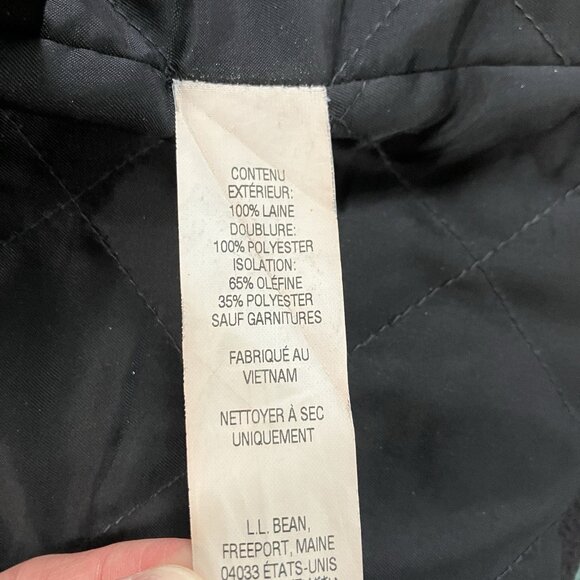 CONTENU
EXTÉRIEUR:
100% LAINE
DOUBLURE:
100% POLYESTER
ISOLATION:
65% OLÉFINE
35% POLYESTER
SAUF GARNITURES
FABRIQUÉ AU
VIETNAM
NETTOYER À SEC
UNIQUEMENT
L.L. BEAN,
FREEPORT, MAINE
04033 ÉTATS-UNIS